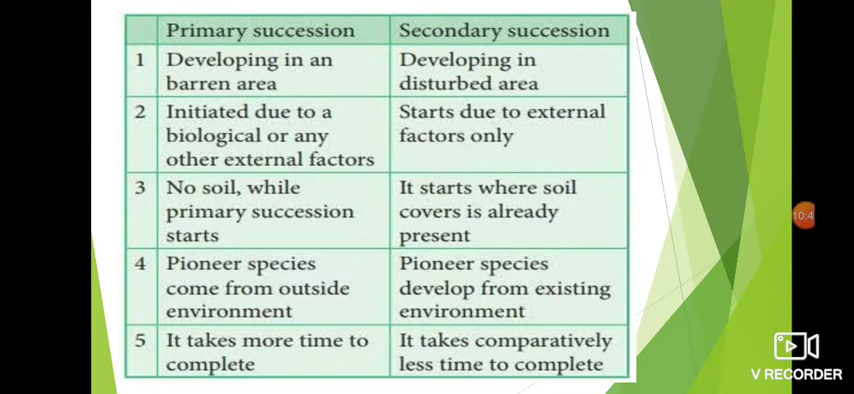 Primary succession Secondary succession
1 Developing in an Developing in
barren area disturbed area
2 Initiated due to a Starts due to external
biological or any factors only
other external factors
3 No soil, while It starts where soil
primary succession covers is already
starts present
4 Pioneer species Pioneer species
come from outside develop from existing
environment environment
5 It takes more time to It takes comparatively
complete less time to complete
10:4
V RECORDER